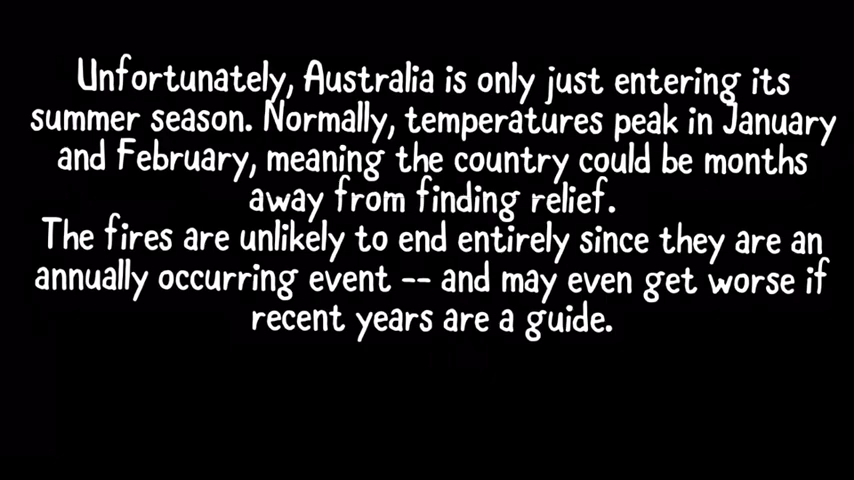 Unfortunately, Australia is only just entering its
summer season. Normally, temperatures peak in January
and February, meaning the country could be months
away from finding relief.
The fires are unlikely to end entirely since they are an
annually occurring event -- and may even get worse if
recent years are a guide.